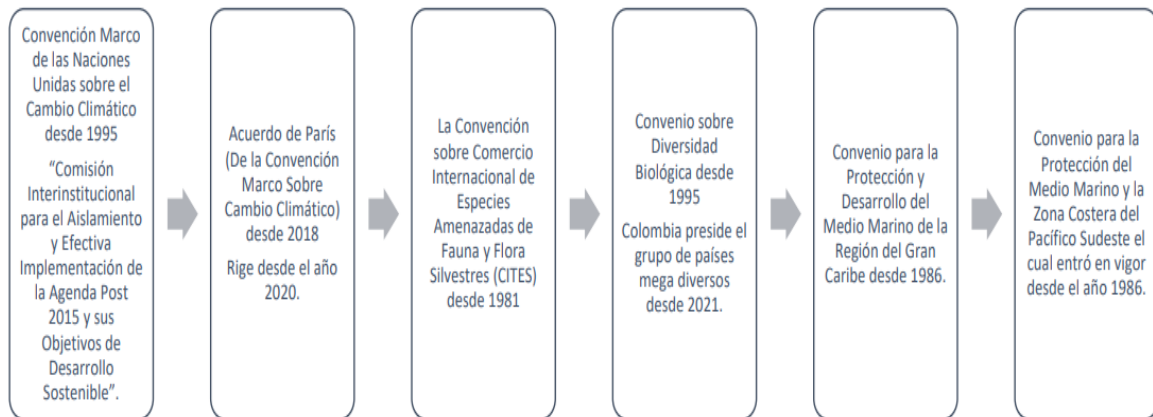 Convención Marco
de las Naciones
Unidas sobre el
Cambio Climático
desde 1995
“Comisión
Interinstitucional
para el Aislamiento
y Efectiva
Implementación de
la Agenda Post
2015 y sus
Objetivos de
Desarrollo
Sostenible”.
Acuerdo de París
(De la Convención
Marco Sobre
Cambio Climático)
desde 2018
Rige desde el año
2020.
La Convención
sobre Comercio
Internacional de
Especies
Amenazadas de
Fauna y Flora
Silvestres (CITES)
desde 1981
Convenio sobre
Diversidad
Biológica desde
1995
Colombia preside el
grupo de países
mega diversos
desde 2021.
Convenio para la
Protección y
Desarrollo del
Medio Marino de la
Región del Gran
Caribe desde 1986.
Convenio para la
Protección del
Medio Marino y la
Zona Costera del
Pacífico Sudeste el
cual entró en vigor
desde el año 1986.